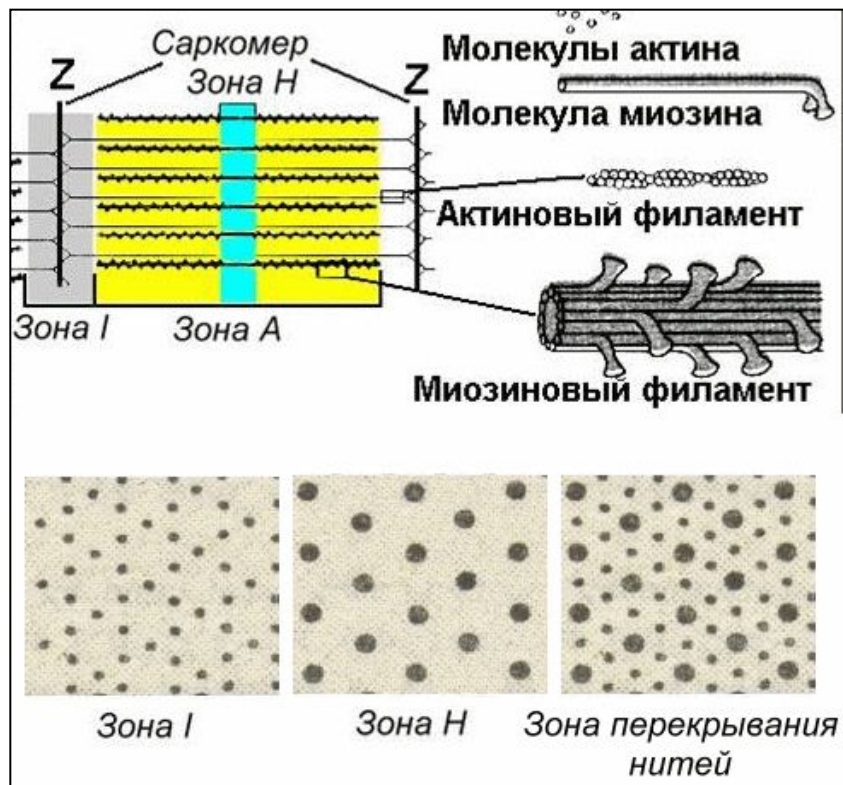 Саркомер
Z
Зона H
Z
Зона I
Зона A
Молекулы актина
Молекула миозина
Актиновый филамент
Миозиновый филамент
Зона I
Зона H
Зона перекрывания
нитей